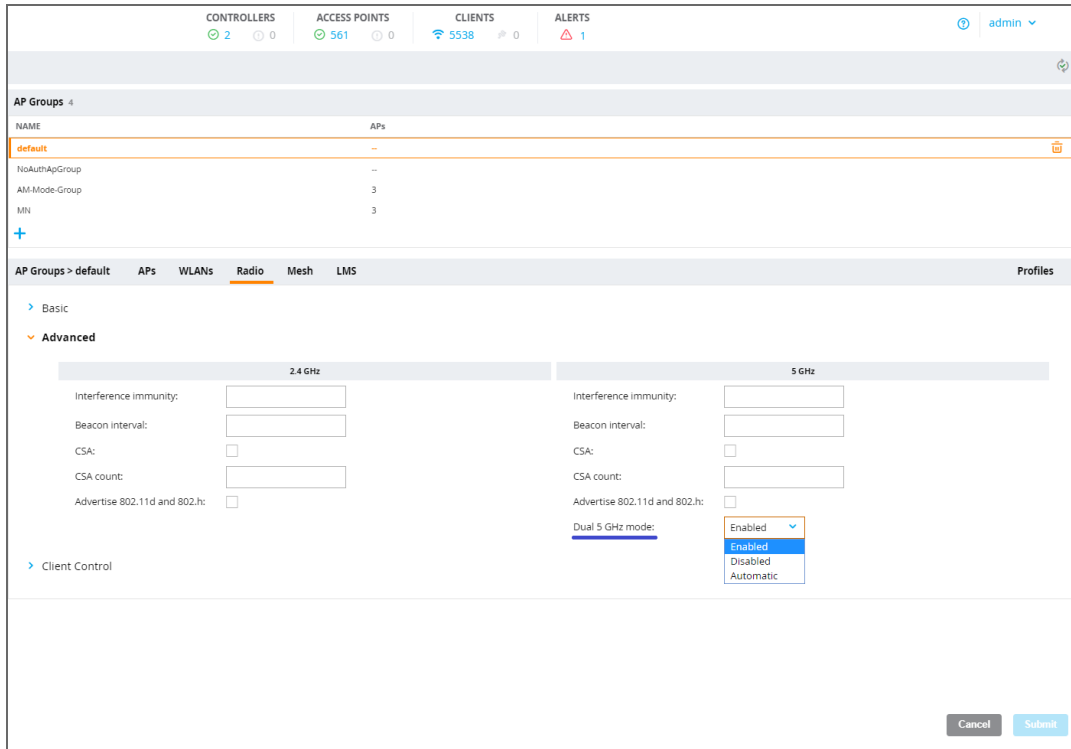 CONTROLLERS ACCESS POINTS CLIENTS ALERTS
2 0 561 0 5538 0 1 admin
AP Groups 4
NAME APs
default --
NoAuthApGroup --
AM-Mode-Group 3
MN 3
AP Groups > default APs WLANs Radio Mesh LMS Profiles
Basic
Advanced
2.4 GHz 5 GHz
Interference immunity: Interference immunity:
Beacon interval: Beacon interval:
CSA: CSA:
CSA count: CSA count:
Advertise 802.11d and 802.h: Advertise 802.11d and 802.h:
Dual 5 GHz mode: Enabled
Enabled
Disabled
Automatic
Client Control
Cancel Submit